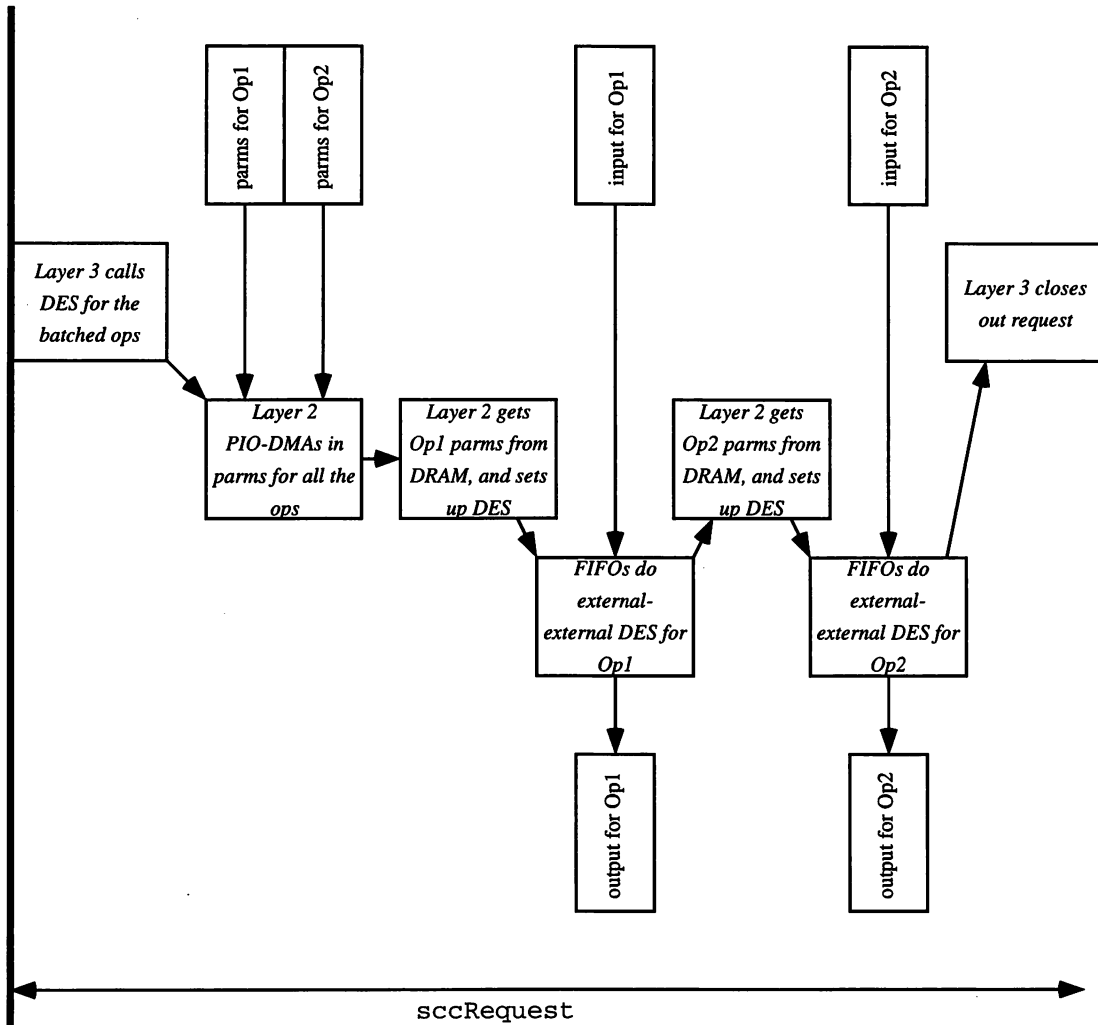 parms for Op1
parms for Op2
input for Op1
input for Op2
Layer 3 calls
DES for the
batched ops
Layer 3 closes
out request
Layer 2
PIO-DMAs in
parms for all the
ops
Layer 2 gets
Op1 parms from
DRAM, and sets
up DES
Layer 2 gets
Op2 parms from
DRAM, and sets
up DES
FIFOs do
external-
external DES for
Op1
FIFOs do
external-
external DES for
Op2
output for Op1
output for Op2
sccRequest